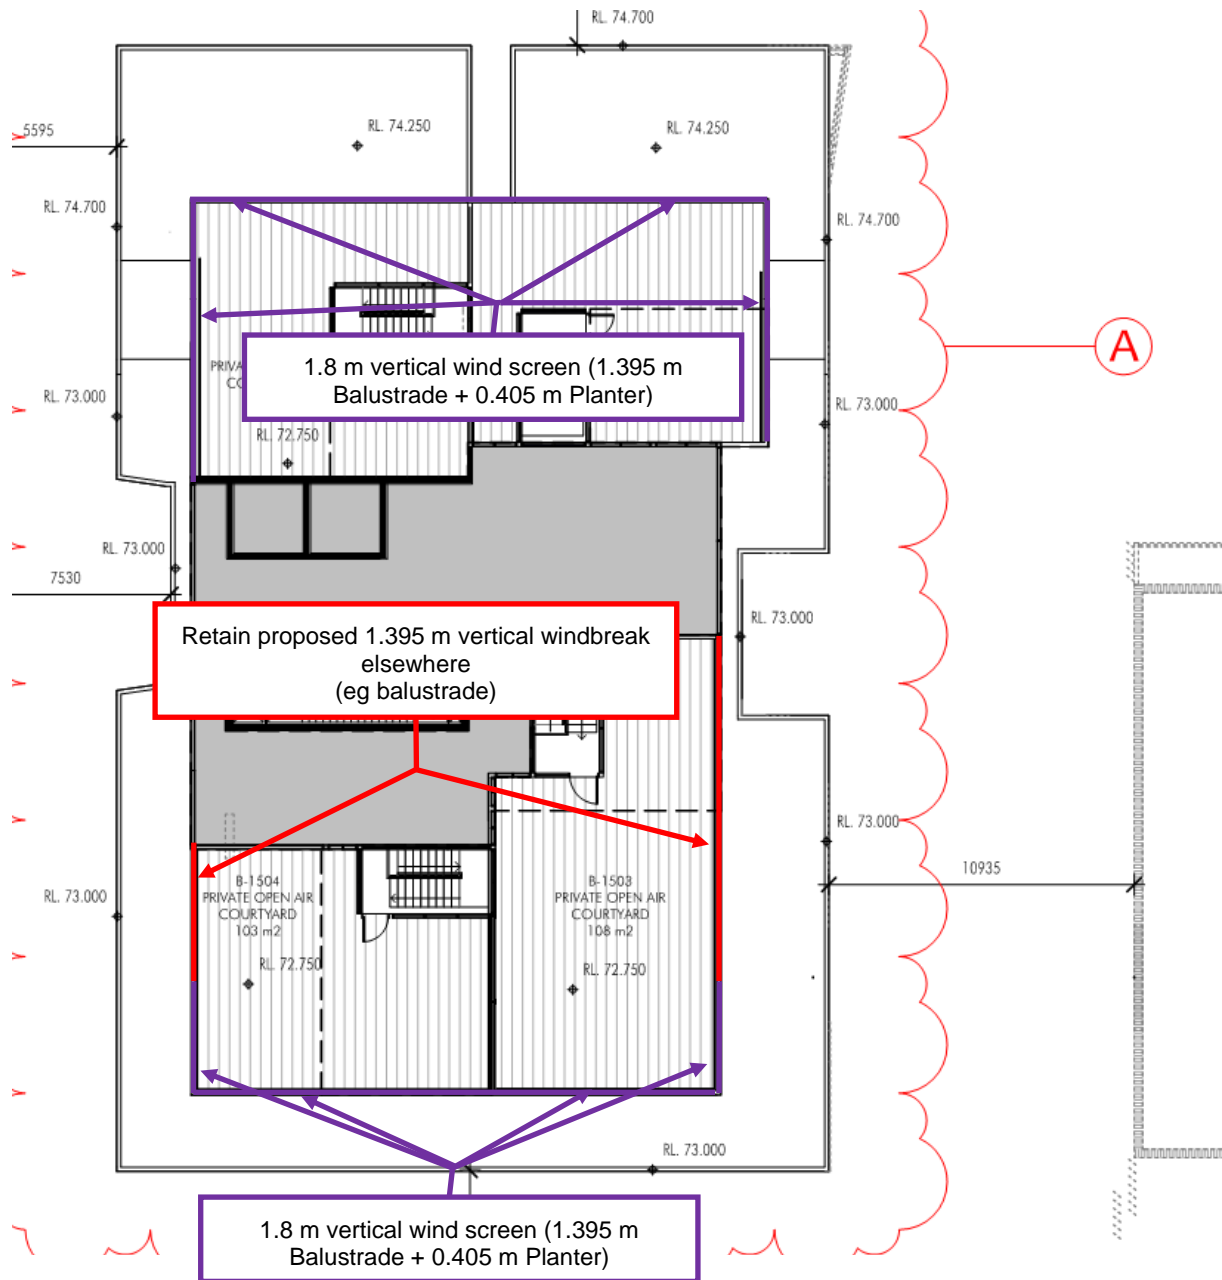 RL. 74.700
5595
RL. 74.250
RL. 74.250
RL. 74.700
RL. 74.700
1.8 m vertical wind screen (1.395 m
Balustrade + 0.405 m Planter)
A
RL. 73.000
RL. 73.000
RL. 72.750
RL. 73.000
7530
Retain proposed 1.395 m vertical windbreak
elsewhere
(eg balustrade)
RL. 73.000
RL. 73.000
10935
B-1504
PRIVATE OPEN AIR
COURTYARD
103 m2
B-1503
PRIVATE OPEN AIR
COURTYARD
108 m2
RL. 73.000
RL. 72.750
RL. 72.750
RL. 73.000
1.8 m vertical wind screen (1.395 m
Balustrade + 0.405 m Planter)